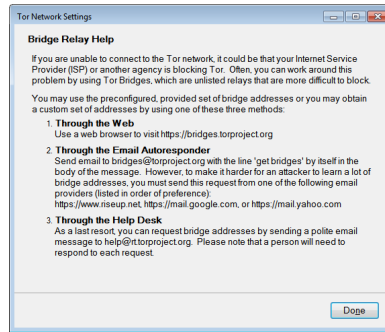 Tor Network Settings
Bridge Relay Help
If you are unable to connect to the Tor network, it could be that your Internet Service
Provider (ISP) or another agency is blocking Tor. Often, you can work around this
problem by using Tor Bridges, which are unlisted relays that are more difficult to block.
You may use the preconfigured, provided set of bridge addresses or you may obtain
a custom set of addresses by using one of these three methods:
1. Through the Web
Use a web browser to visit https://bridges.torproject.org
2. Through the Email Autoresponder
Send email to bridges@torproject.org with the line 'get bridges' by itself in the
body of the message. However, to make it harder for an attacker to learn a lot of
bridge addresses, you must send this request from one of the following email
providers (listed in order of preference):
https://www.riseup.net, https://mail.google.com, or https://mail.yahoo.com
3. Through the Help Desk
As a last resort, you can request bridge addresses by sending a polite email
message to help@rt.torproject.org. Please note that a person will need to
respond to each request.
Done